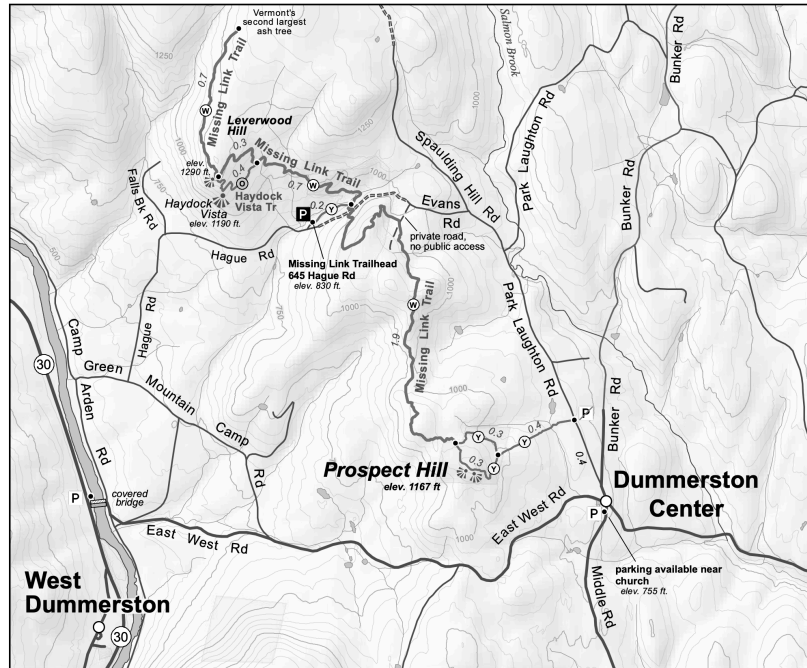 Vermont's
second largest
ash tree
1250
1250
Salmon Brook
1000
Bunker Rd
Park Laughton Rd
Spaulding Hill Rd
0.7
W
Missing Link Trail
Leverwood
Hill
0.3
Missing Link Trail
elev.
1290 ft.
0.4
O
0.7
W
Haydock
Vista Tr
Haydock
Vista
elev. 1190 ft.
0.2
Y
P
Evans
Rd
private road,
no public access
Falls Bk Rd
Hague Rd
Missing Link Trailhead
645 Hague Rd
elev. 830 ft.
Bunker Rd
1000
750
500
750
1000
1000
W
Missing Link Trail
1.9
Hague Rd
Park Laughton Rd
30
Camp
Arden
Rd
Green
Mountain
Camp
Rd
1000
Bunker Rd
0.3
Y
0.4
Y
P
0.3
Y
0.4
Prospect Hill
elev. 1167 ft
Dummerston
Center
P
covered
bridge
East West Rd
East West Rd
1000
P
parking available near
church
elev. 755 ft.
Middle Rd
West
Dummerston
30